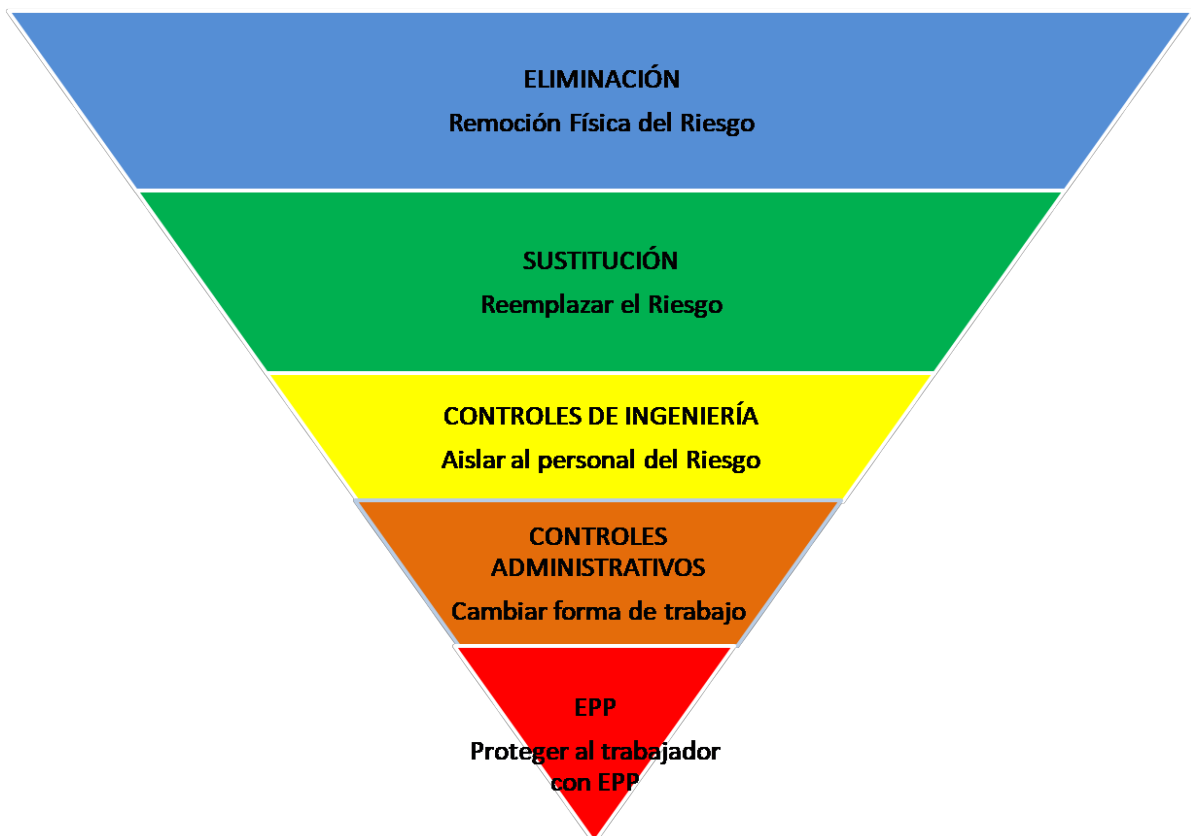 ELIMINACIÓN
Remoción Física del Riesgo
SUSTITUCIÓN
Reemplazar el Riesgo
CONTROLES DE INGENIERÍA
Aislar al personal del Riesgo
CONTROLES
ADMINISTRATIVOS
Cambiar forma de trabajo
EPP
Proteger al trabajador
con EPP